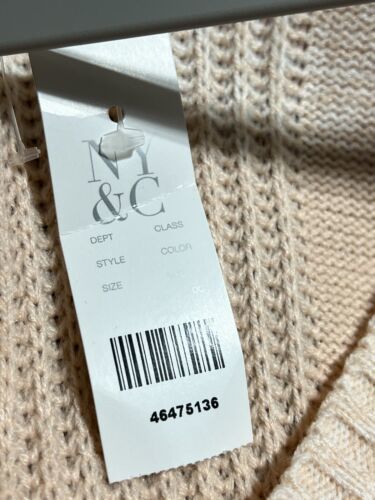 NY
&C
DEPT CLASS
STYLE COLOR
SIZE
46475136